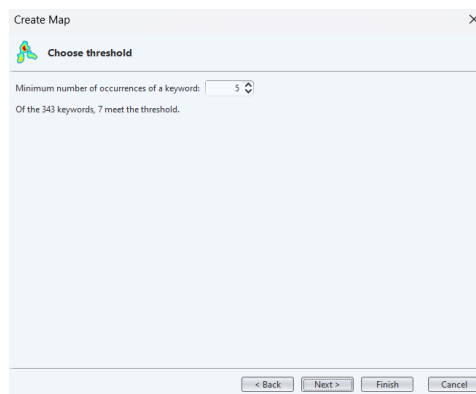 Create Map
Choose threshold
Minimum number of occurrences of a keyword: 5
Of the 343 keywords, 7 meet the threshold.
< Back Next > Finish Cancel